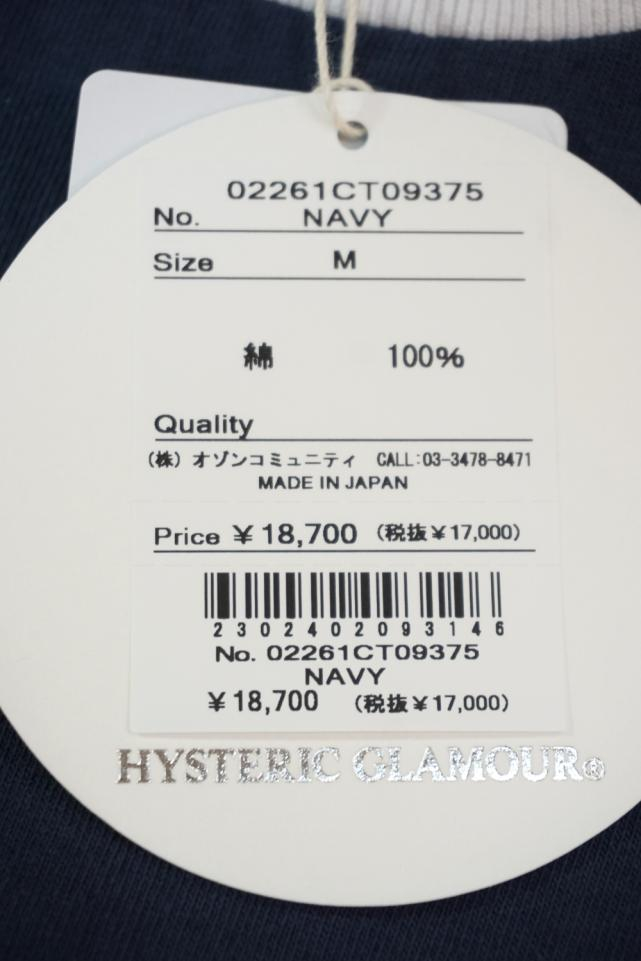 02261CT09375
No. NAVY
Size M
綿 100%
Quality
(株) オゾンコミュニティ CALL:03-3478-8471
MADE IN JAPAN
Price ¥18,700 (税抜¥17,000)
2302402093146
No. 02261CT09375
NAVY
¥18,700 (税抜¥17,000)
HYSTERIC GLAMOUR®